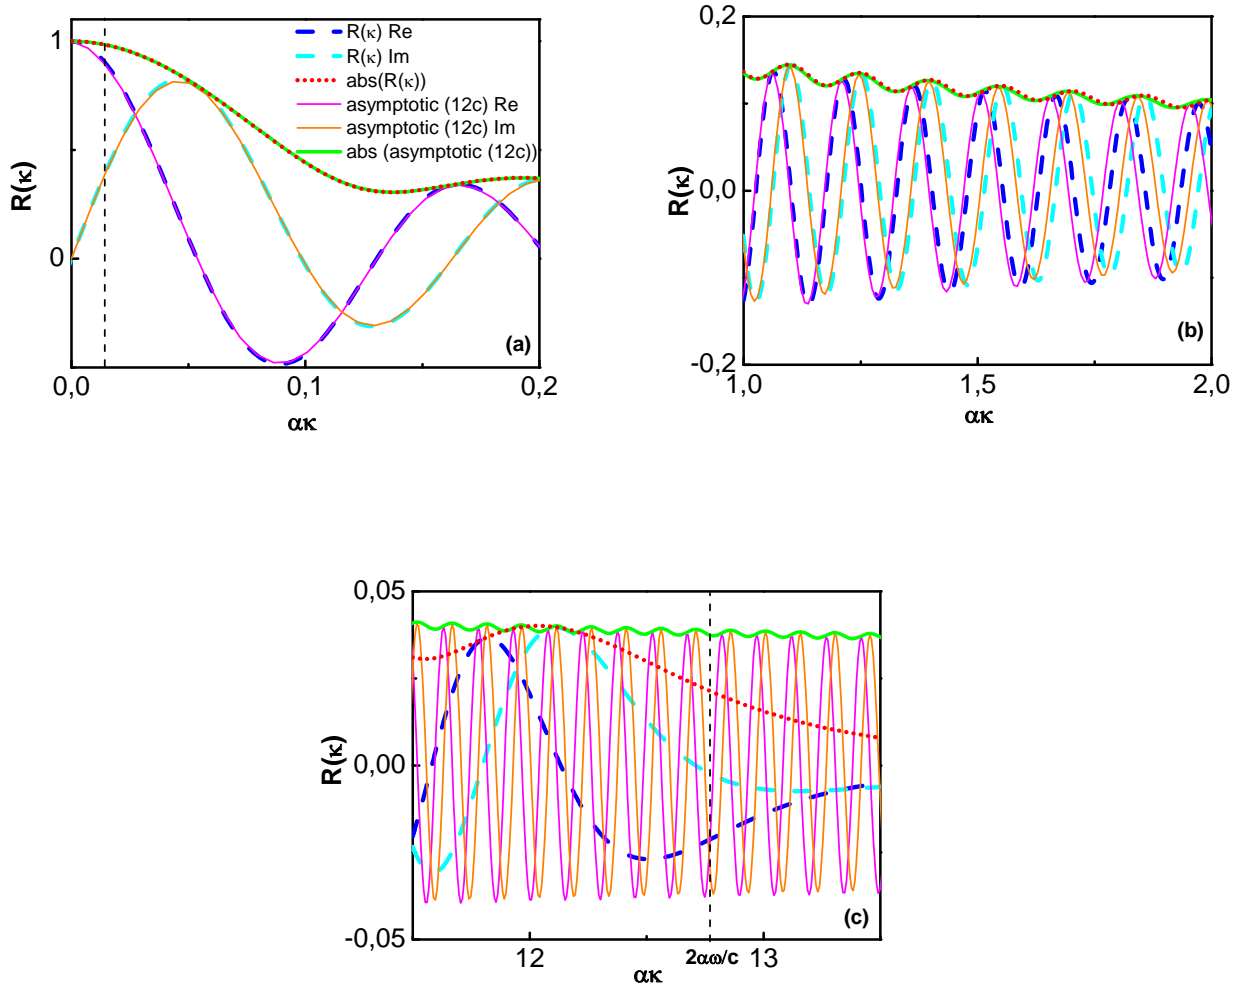 1
0
R(κ)
R(κ) Re
R(κ) Im
abs(R(κ))
asymptotic (12c) Re
asymptotic (12c) Im
abs (asymptotic (12c))
(a)
0,0 0,1 0,2
ακ
0,2
0,0
-0,2
R(κ)
(b)
1,0 1,5 2,0
ακ
0,05
0,00
-0,05
R(κ)
(c)
12 2αω/c 13
ακ